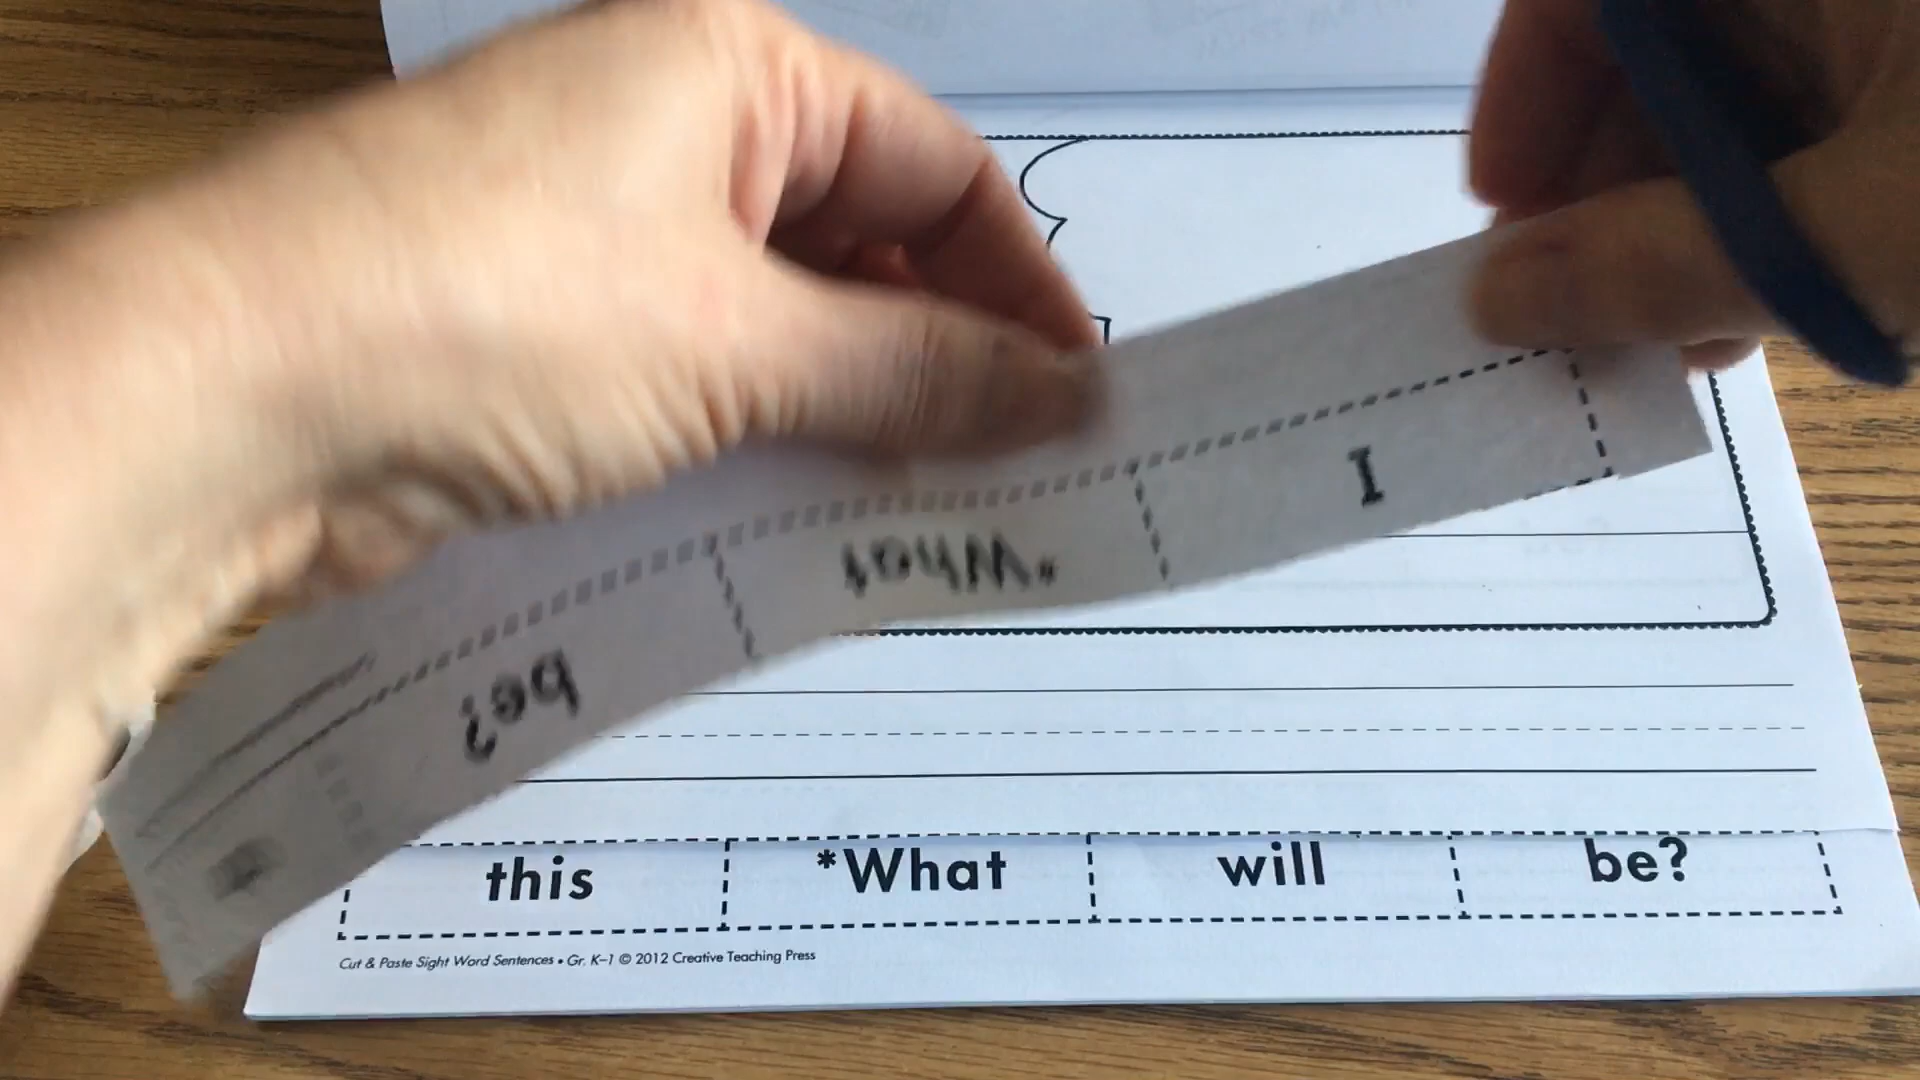 I
*What
be?
this *What will be?
Cut & Paste Sight Word Sentences • Gr. K–1 © 2012 Creative Teaching Press